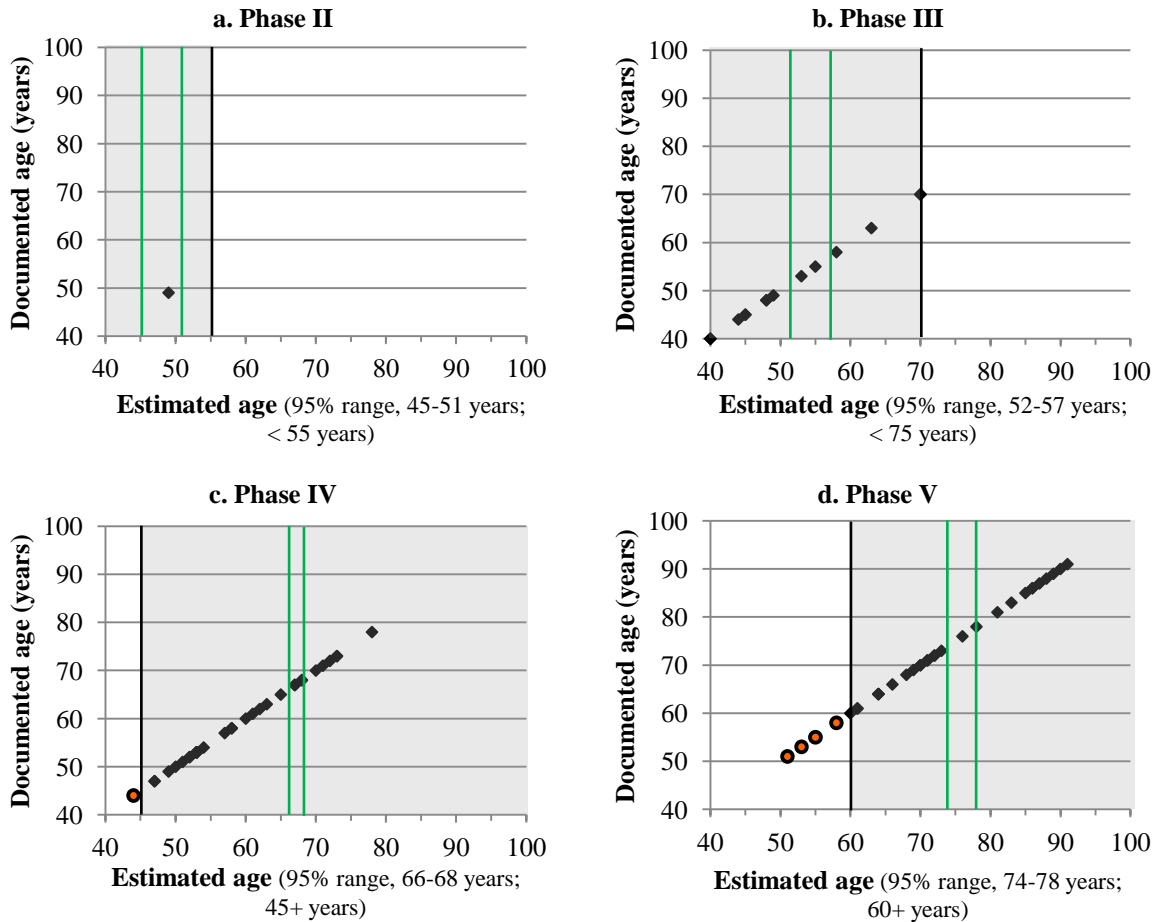 a. Phase II
Documented age (years)
100
90
80
70
60
50
40
40 50 60 70 80 90 100
Estimated age (95% range, 45-51 years;
< 55 years)
b. Phase III
Documented age (years)
100
90
80
70
60
50
40
40 50 60 70 80 90 100
Estimated age (95% range, 52-57 years;
< 75 years)
c. Phase IV
Documented age (years)
100
90
80
70
60
50
40
40 50 60 70 80 90 100
Estimated age (95% range, 66-68 years;
45+ years)
d. Phase V
Documented age (years)
100
90
80
70
60
50
40
40 50 60 70 80 90 100
Estimated age (95% range, 74-78 years;
60+ years)